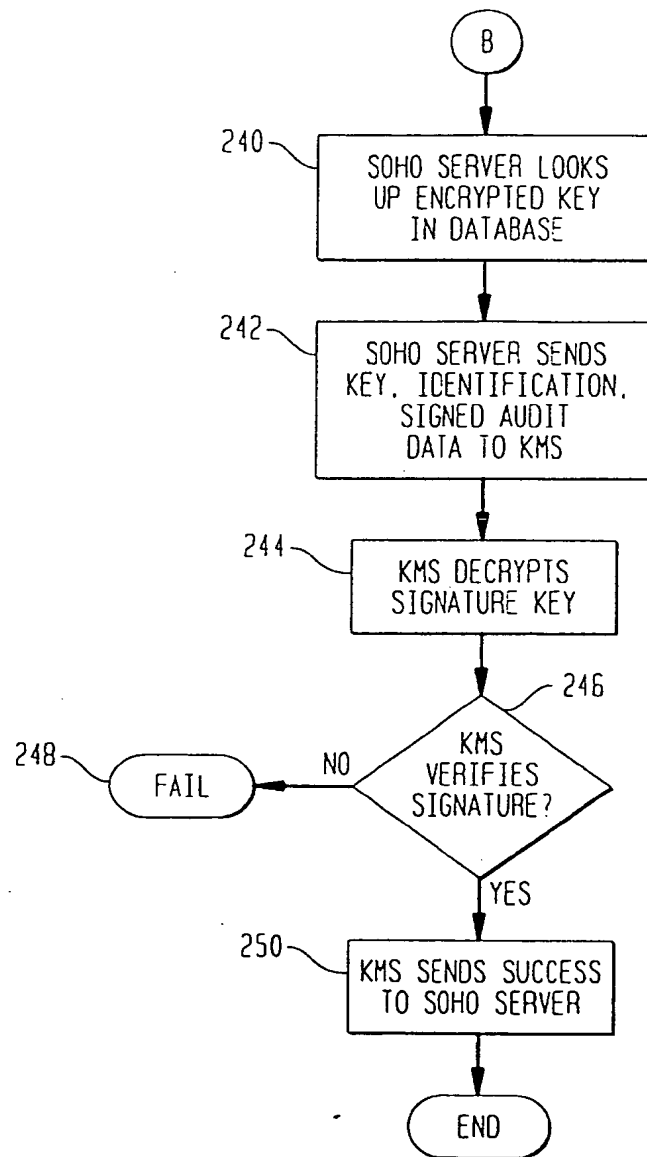 B
240
SOHO SERVER LOOKS
UP ENCRYPTED KEY
IN DATABASE
242
SOHO SERVER SENDS
KEY, IDENTIFICATION,
SIGNED AUDIT
DATA TO KMS
244
KMS DECRYPTS
SIGNATURE KEY
246
KMS
VERIFIES
SIGNATURE?
NO
248
FAIL
YES
250
KMS SENDS SUCCESS
TO SOHO SERVER
END